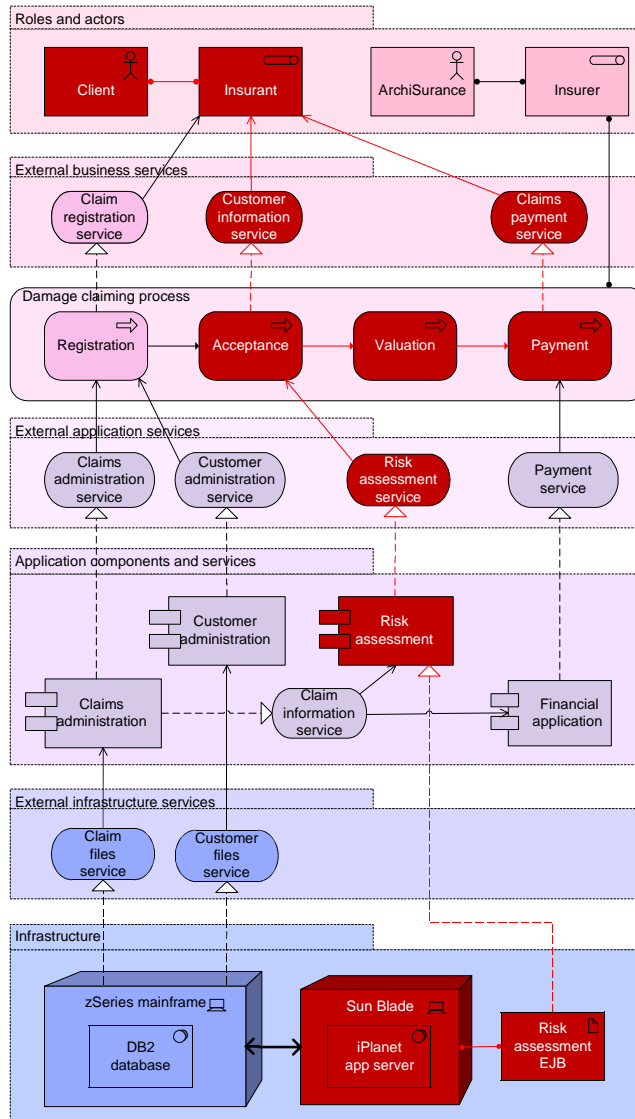 Roles and actors
Client
Insurant
ArchiSurance
Insurer
External business services
Claim
registration
service
Customer
information
service
Claims
payment
service
Damage claiming process
Registration
Acceptance
Valuation
Payment
External application services
Claims
administration
service
Customer
administration
service
Risk
assessment
service
Payment
service
Application components and services
Customer
administration
Risk
assessment
Claims
administration
Claim
information
service
Financial
application
External infrastructure services
Claim
files
service
Customer
files
service
Infrastructure
zSeries mainframe
DB2
database
Sun Blade
iPlanet
app server
Risk
assessment
EJB